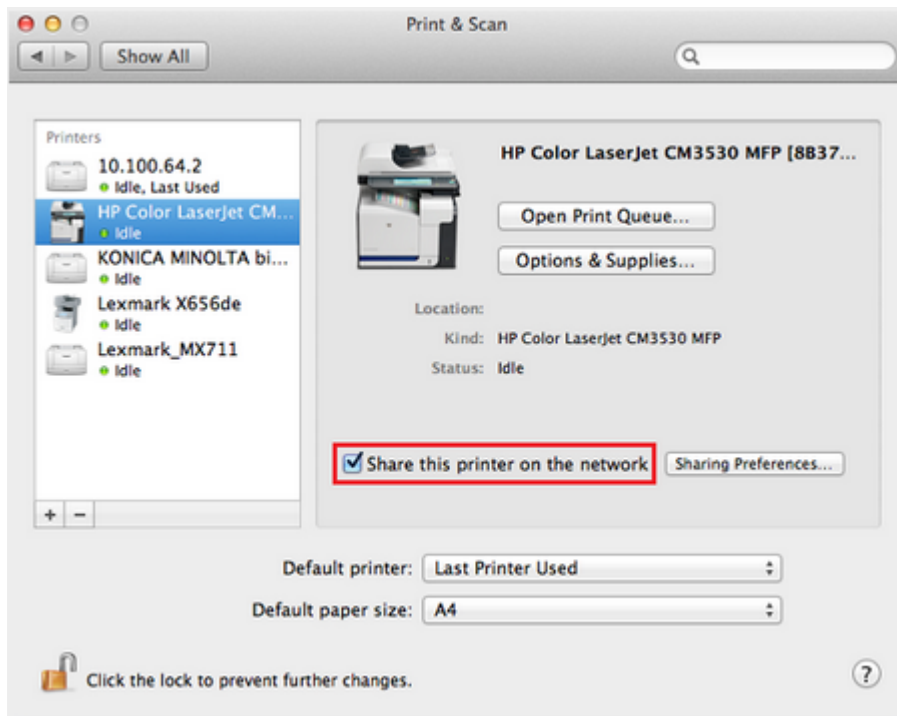 Print & Scan
Show All
Printers
10.100.64.2
Idle, Last Used
HP Color LaserJet CM...
Idle
KONICA MINOLTA bi...
Idle
Lexmark X656de
Idle
Lexmark_MX711
Idle
+ −
HP Color LaserJet CM3530 MFP [8B37...
Open Print Queue...
Options & Supplies...
Location:
Kind: HP Color LaserJet CM3530 MFP
Status: Idle
Share this printer on the network
Sharing Preferences...
Default printer: Last Printer Used
Default paper size: A4
Click the lock to prevent further changes.
?